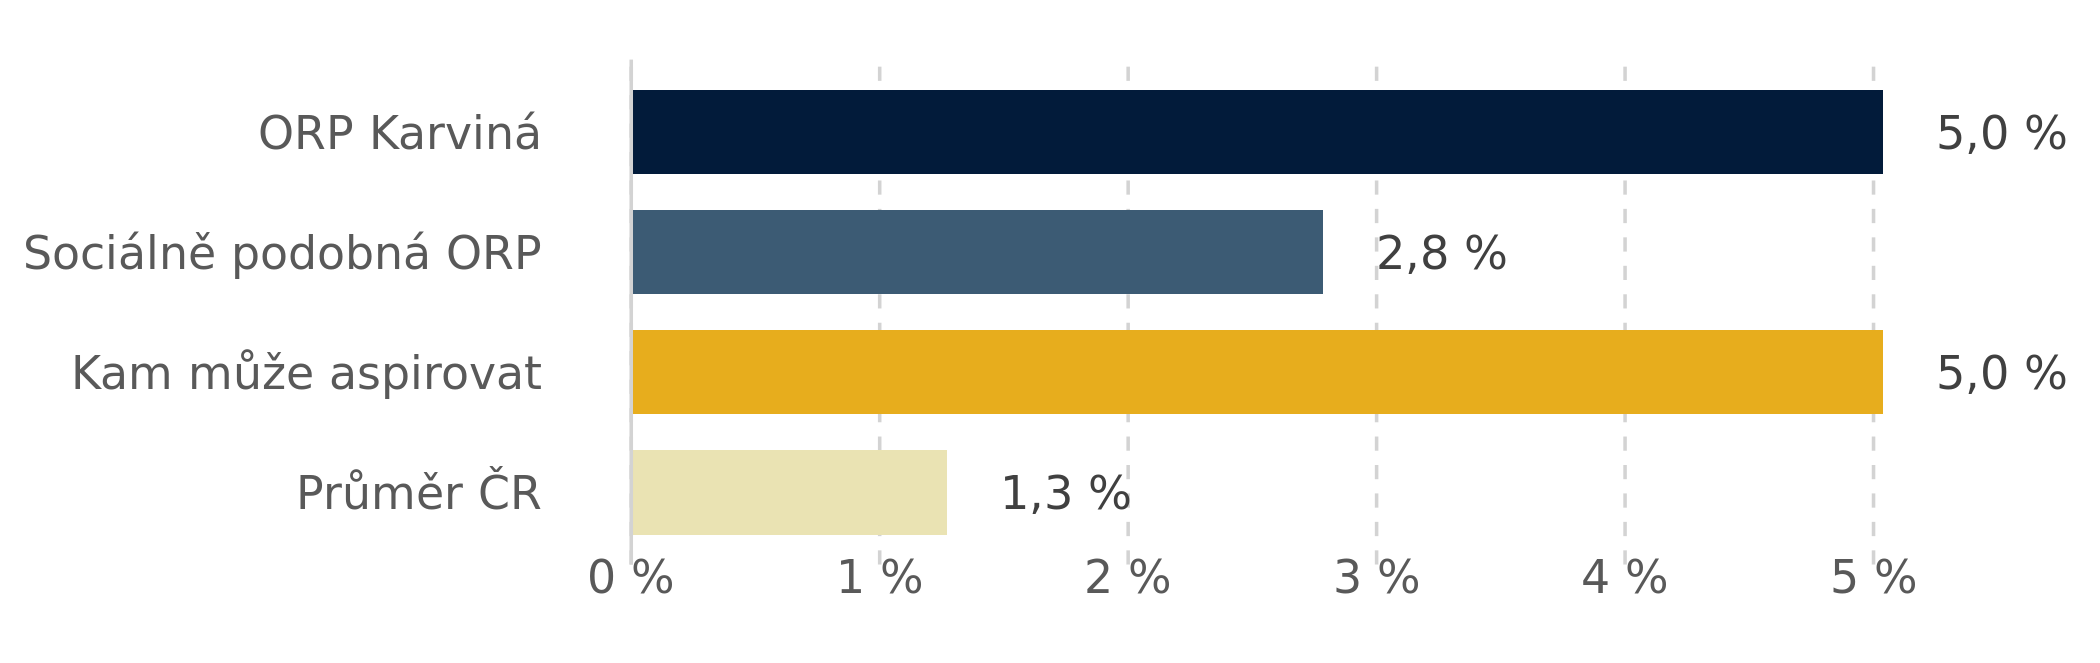 ORP Karviná 5,0 %
Sociálně podobná ORP 2,8 %
Kam může aspirovat 5,0 %
Průměr ČR 1,3 %
0 % 1 % 2 % 3 % 4 % 5 %